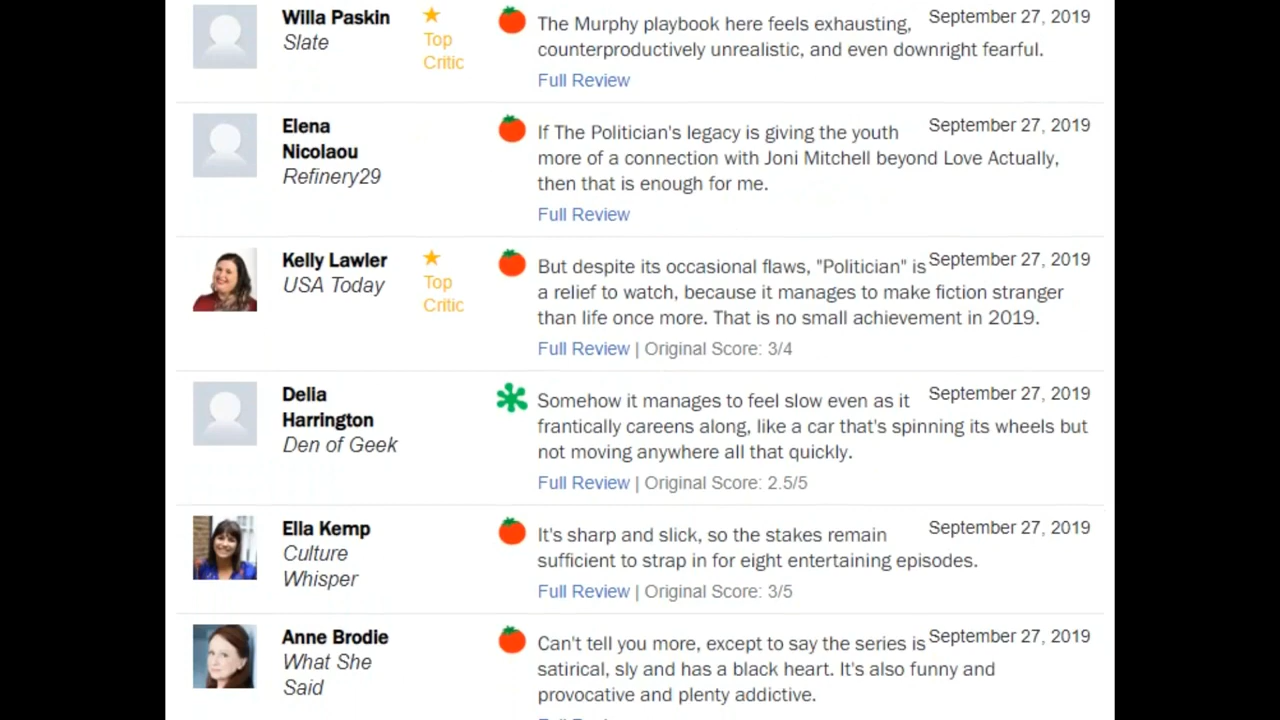 Willa Paskin
Slate
Top
Critic
The Murphy playbook here feels exhausting,
counterproductively unrealistic, and even downright fearful.
September 27, 2019
Full Review
Elena
Nicolaou
Refinery29
If The Politician's legacy is giving the youth
more of a connection with Joni Mitchell beyond Love Actually,
then that is enough for me.
September 27, 2019
Full Review
Kelly Lawler
USA Today
Top
Critic
But despite its occasional flaws, "Politician" is
a relief to watch, because it manages to make fiction stranger
than life once more. That is no small achievement in 2019.
September 27, 2019
Full Review | Original Score: 3/4
Delia
Harrington
Den of Geek
Somehow it manages to feel slow even as it
frantically careens along, like a car that's spinning its wheels but
not moving anywhere all that quickly.
September 27, 2019
Full Review | Original Score: 2.5/5
Ella Kemp
Culture
Whisper
It's sharp and slick, so the stakes remain
sufficient to strap in for eight entertaining episodes.
September 27, 2019
Full Review | Original Score: 3/5
Anne Brodie
What She
Said
Can't tell you more, except to say the series is
satirical, sly and has a black heart. It's also funny and
provocative and plenty addictive.
September 27, 2019